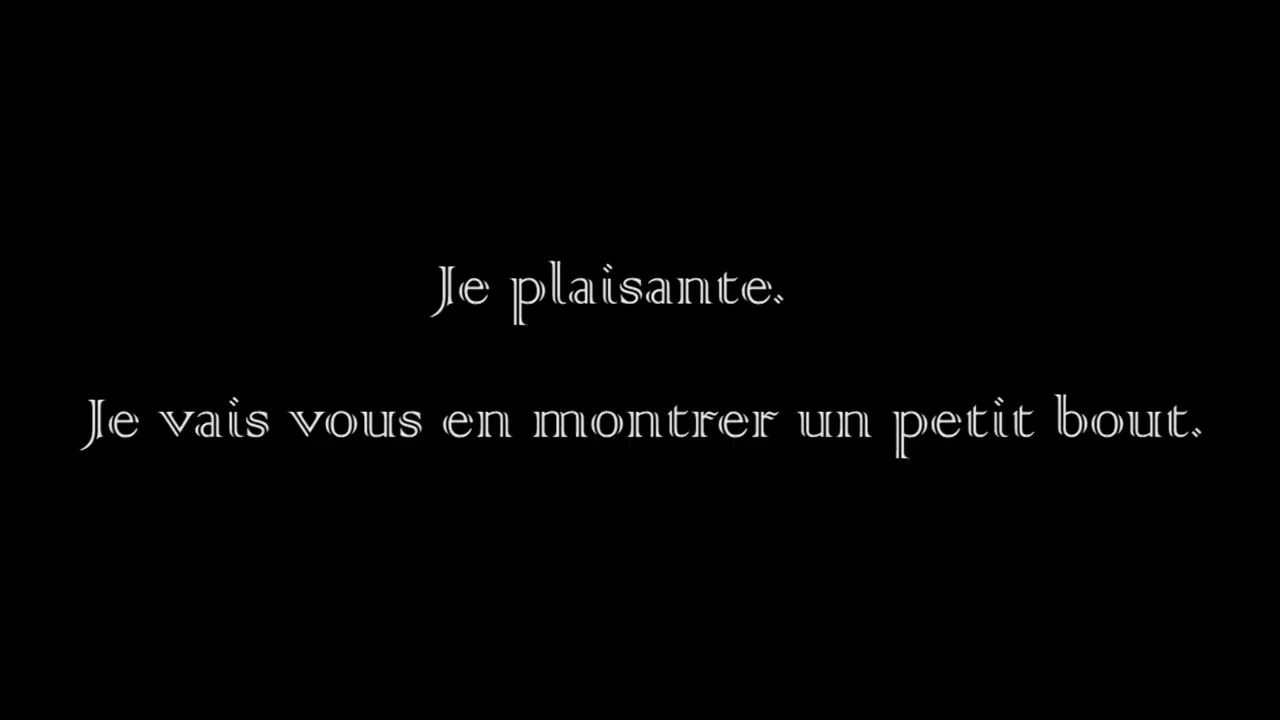 Je plaisante.
Je vais vous en montrer un petit bout.